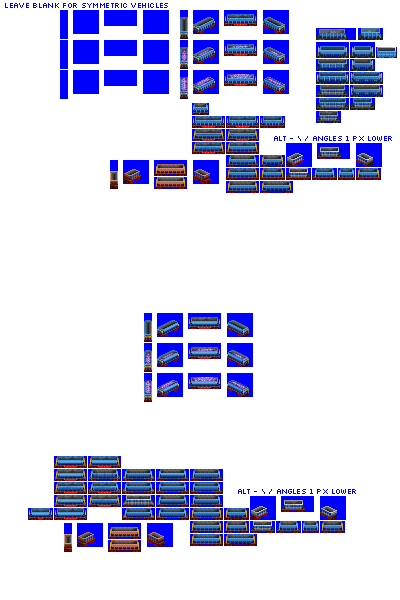 LEAVE BLANK FOR SYMMETRIC VEHICLES
ALT - \ / ANGLES 1 PX LOWER
ALT - \ / ANGLES 1 PX LOWER